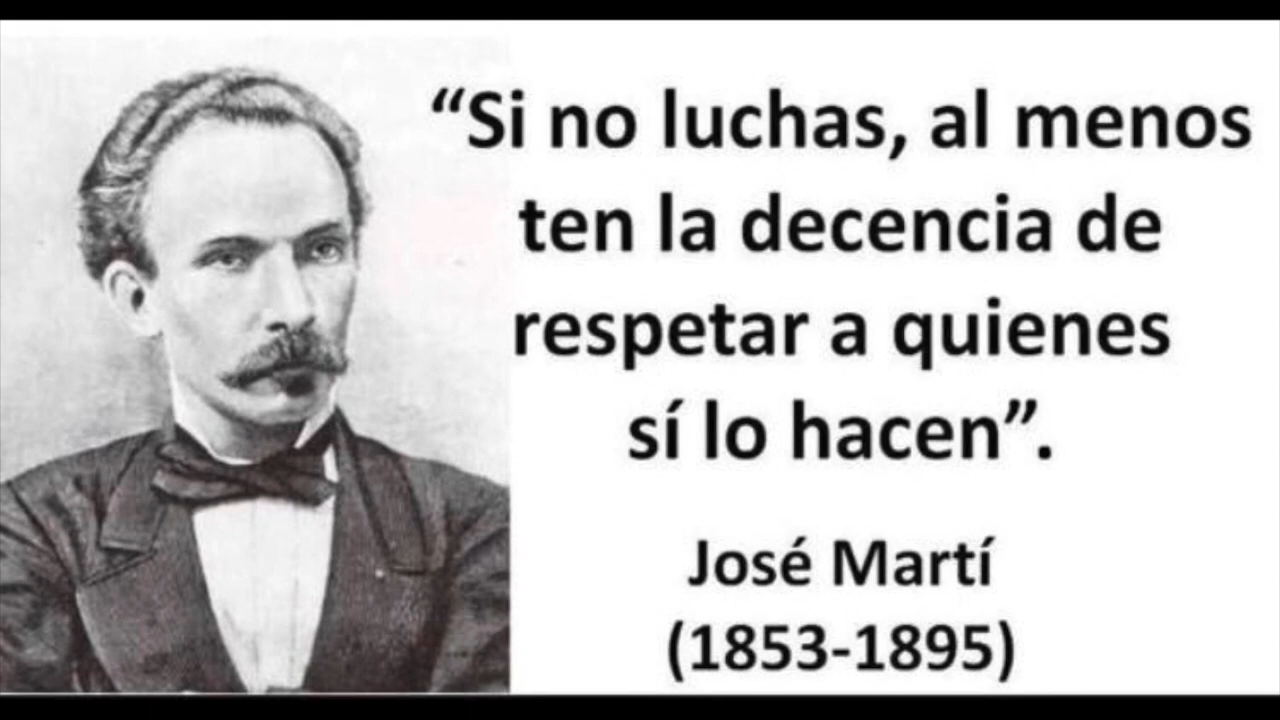 “Si no luchas, al menos
ten la decencia de
respetar a quienes
sí lo hacen”.
José Martí
(1853-1895)